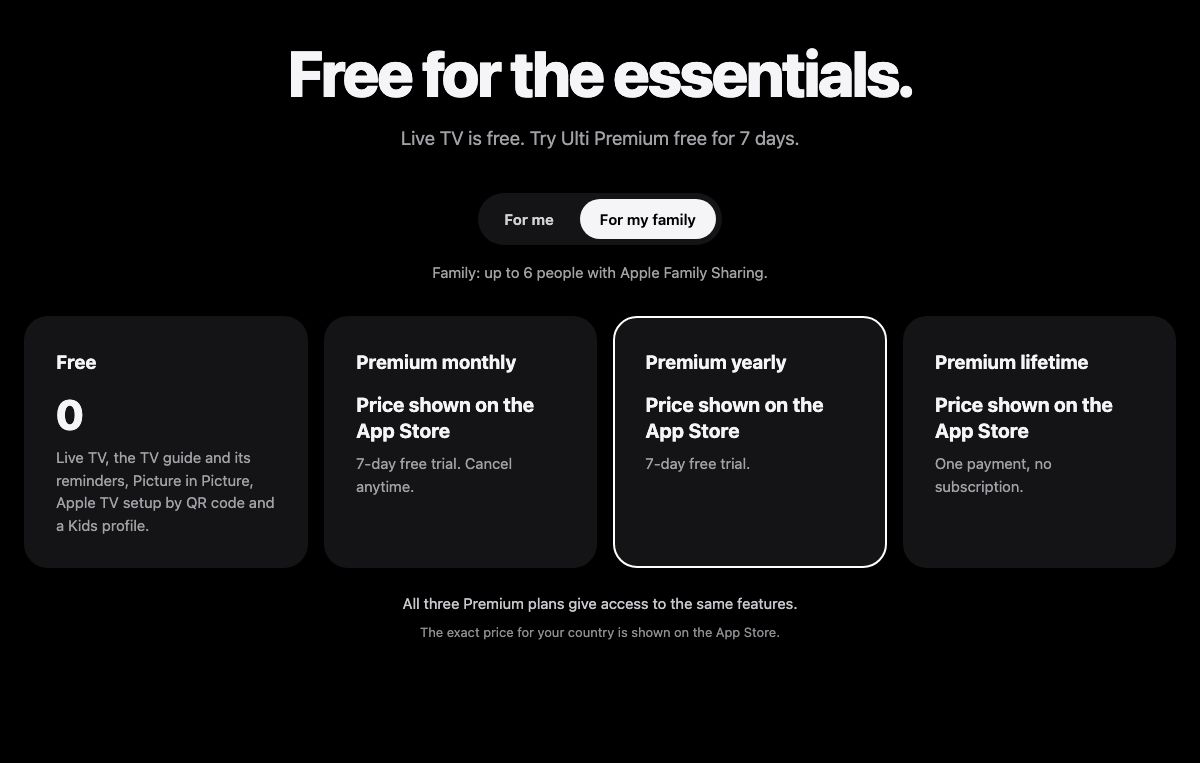 Free for the essentials.
Live TV is free. Try Ulti Premium free for 7 days.
For me
For my family
Family: up to 6 people with Apple Family Sharing.
Free
0
Live TV, the TV guide and its
reminders, Picture in Picture,
Apple TV setup by QR code and
a Kids profile.
Premium monthly
Price shown on the
App Store
7-day free trial. Cancel
anytime.
Premium yearly
Price shown on the
App Store
7-day free trial.
Premium lifetime
Price shown on the
App Store
One payment, no
subscription.
All three Premium plans give access to the same features.
The exact price for your country is shown on the App Store.